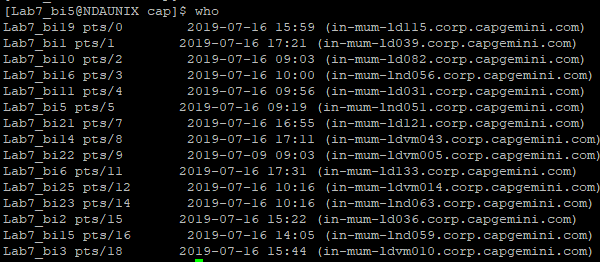 [Lab7_bi5@NDAUNIX cap]$ who
Lab7_bi19 pts/0 2019-07-16 15:59 (in-mum-ld115.corp.capgemini.com)
Lab7_bi1 pts/1 2019-07-16 17:21 (in-mum-ld039.corp.capgemini.com)
Lab7_bi10 pts/2 2019-07-16 09:03 (in-mum-ld082.corp.capgemini.com)
Lab7_bi16 pts/3 2019-07-16 10:00 (in-mum-lnd056.corp.capgemini.com)
Lab7_bi11 pts/4 2019-07-16 09:56 (in-mum-ld031.corp.capgemini.com)
Lab7_bi5 pts/5 2019-07-16 09:19 (in-mum-lnd051.corp.capgemini.com)
Lab7_bi21 pts/7 2019-07-16 16:55 (in-mum-ld121.corp.capgemini.com)
Lab7_bi14 pts/8 2019-07-16 17:11 (in-mum-ldvm043.corp.capgemini.com)
Lab7_bi22 pts/9 2019-07-09 09:03 (in-mum-ldvm005.corp.capgemini.com)
Lab7_bi6 pts/11 2019-07-16 17:31 (in-mum-ld133.corp.capgemini.com)
Lab7_bi25 pts/12 2019-07-16 10:16 (in-mum-ldvm014.corp.capgemini.com)
Lab7_bi23 pts/14 2019-07-16 10:16 (in-mum-lnd063.corp.capgemini.com)
Lab7_bi2 pts/15 2019-07-16 15:22 (in-mum-ld036.corp.capgemini.com)
Lab7_bi15 pts/16 2019-07-16 14:05 (in-mum-lnd059.corp.capgemini.com)
Lab7_bi3 pts/18 2019-07-16 15:44 (in-mum-ldvm010.corp.capgemini.com)